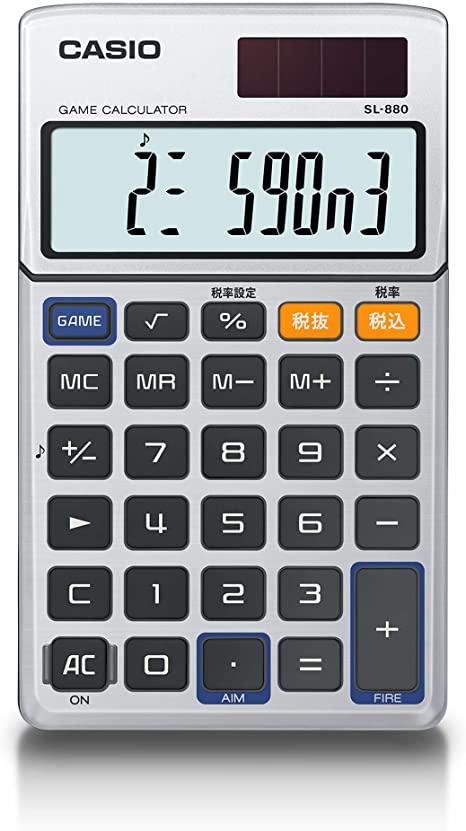 CASIO
GAME CALCULATOR SL-880
♪
2= 590n3
税率設定 税率
GAME √ % 税抜 税込
MC MR M− M+ ÷
♪ +/− 7 8 9 ×
► 4 5 6 −
C 1 2 3 +
AC 0 · =
ON AIM FIRE